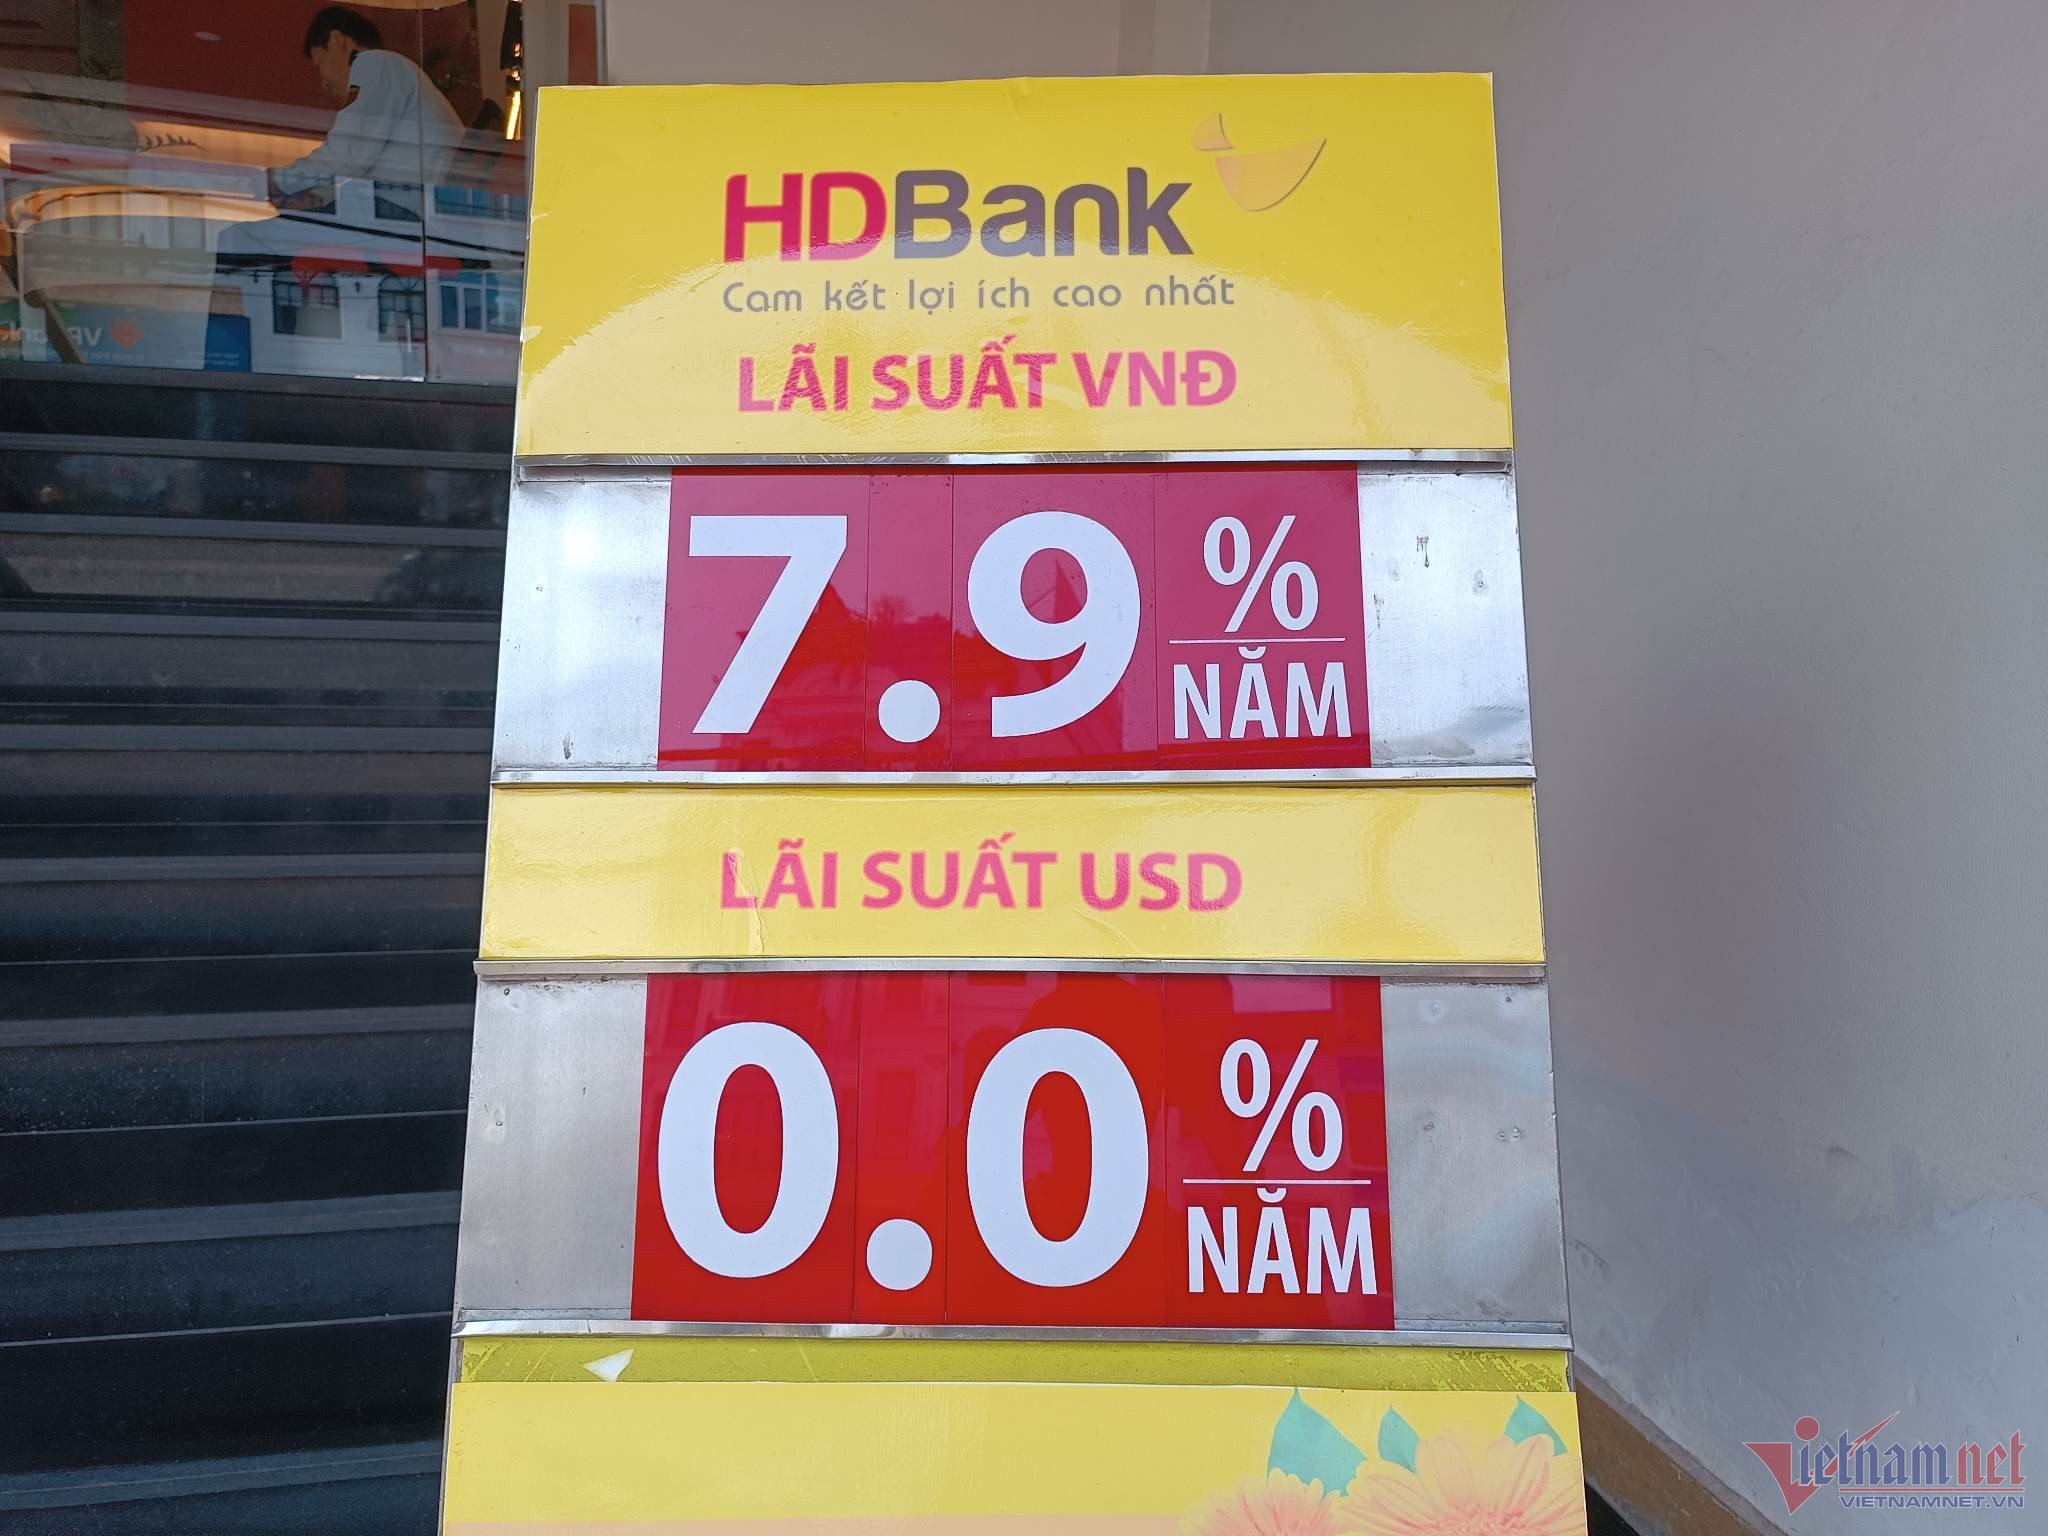 HDBank
Cam kết lợi ích cao nhất
LÃI SUẤT VNĐ
7.9 %
NĂM
LÃI SUẤT USD
0.0 %
NĂM
Vietnamnet
VIETNAMNET.VN